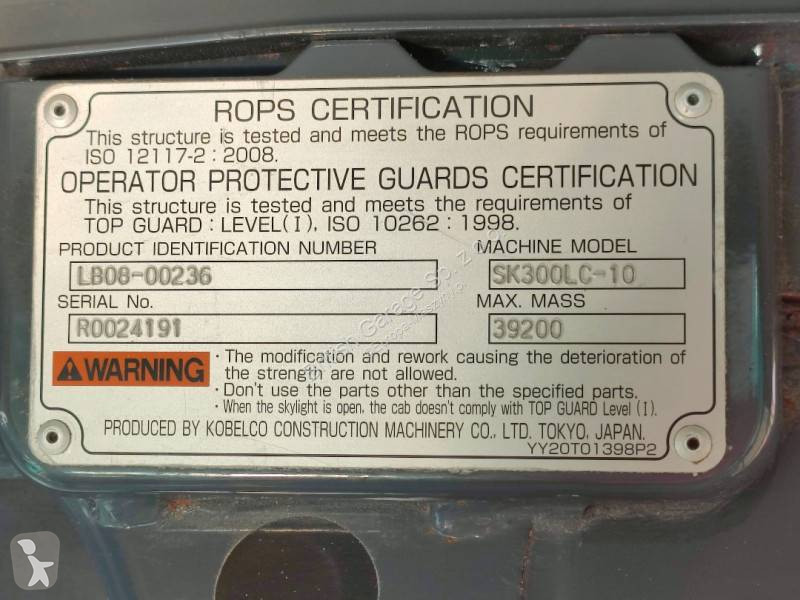 ROPS CERTIFICATION
This structure is tested and meets the ROPS requirements of
ISO 12117-2 : 2008.
OPERATOR PROTECTIVE GUARDS CERTIFICATION
This structure is tested and meets the requirements of
TOP GUARD : LEVEL(I), ISO 10262 : 1998.
PRODUCT IDENTIFICATION NUMBER
LB08-00236
MACHINE MODEL
SK300LC-10
SERIAL No.
R0024191
MAX. MASS
39200
WARNING
· The modification and rework causing the deterioration of
the strength are not allowed.
· Don't use the parts other than the specified parts.
· When the skylight is open, the cab doesn't comply with TOP GUARD Level (I).
PRODUCED BY KOBELCO CONSTRUCTION MACHINERY CO., LTD. TOKYO, JAPAN.
YY20T01398P2